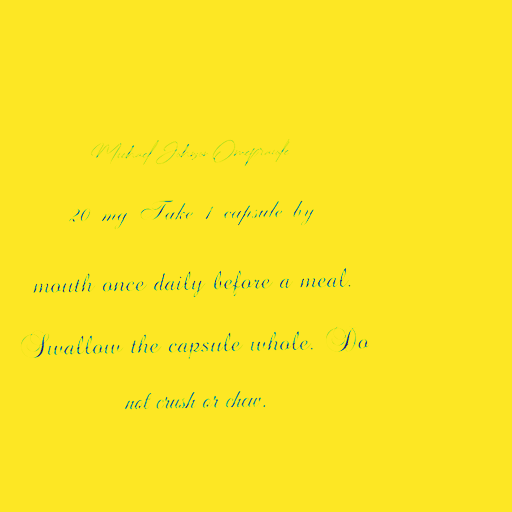 Michael Johnson Omeprazole
20 mg Take 1 capsule by
mouth once daily before a meal.
Swallow the capsule whole. Do
not crush or chew.